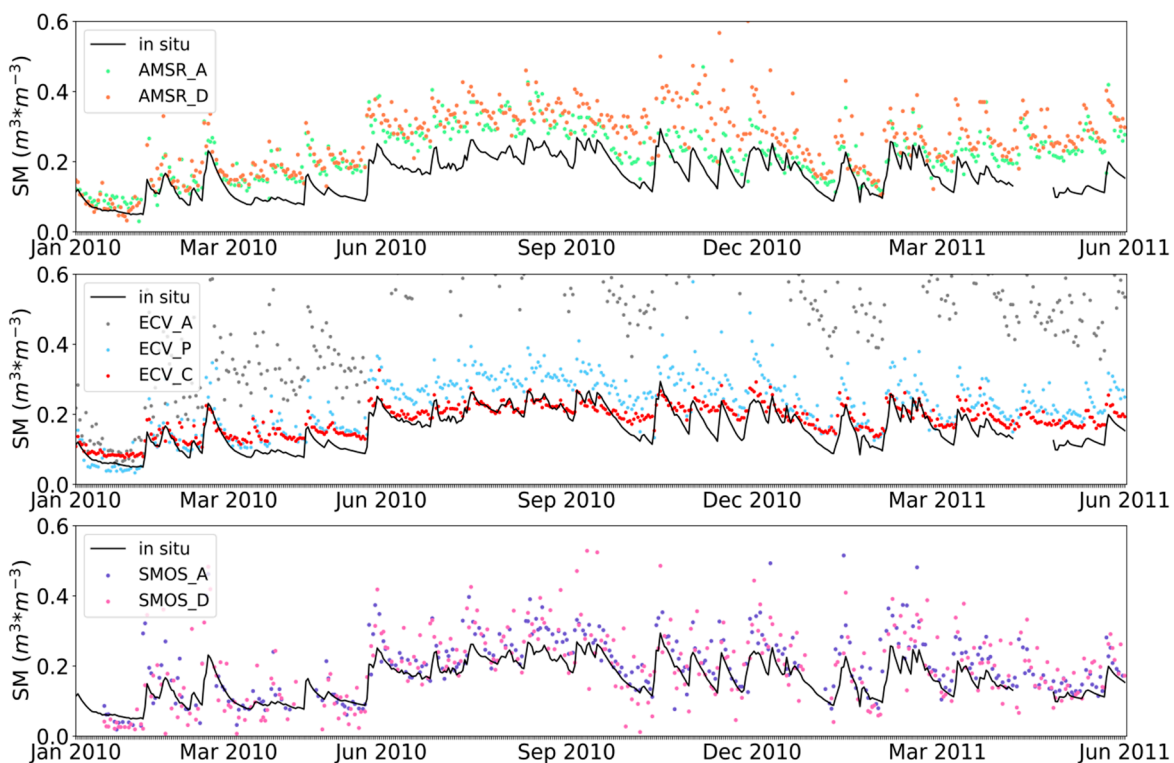 0.6
in situ
AMSR_A
AMSR_D
0.4
0.2
0.0
SM (m³*m⁻³)
Jan 2010 Mar 2010 Jun 2010 Sep 2010 Dec 2010 Mar 2011 Jun 2011
0.6
in situ
ECV_A
ECV_P
ECV_C
0.4
0.2
0.0
SM (m³*m⁻³)
Jan 2010 Mar 2010 Jun 2010 Sep 2010 Dec 2010 Mar 2011 Jun 2011
0.6
in situ
SMOS_A
SMOS_D
0.4
0.2
0.0
SM (m³*m⁻³)
Jan 2010 Mar 2010 Jun 2010 Sep 2010 Dec 2010 Mar 2011 Jun 2011